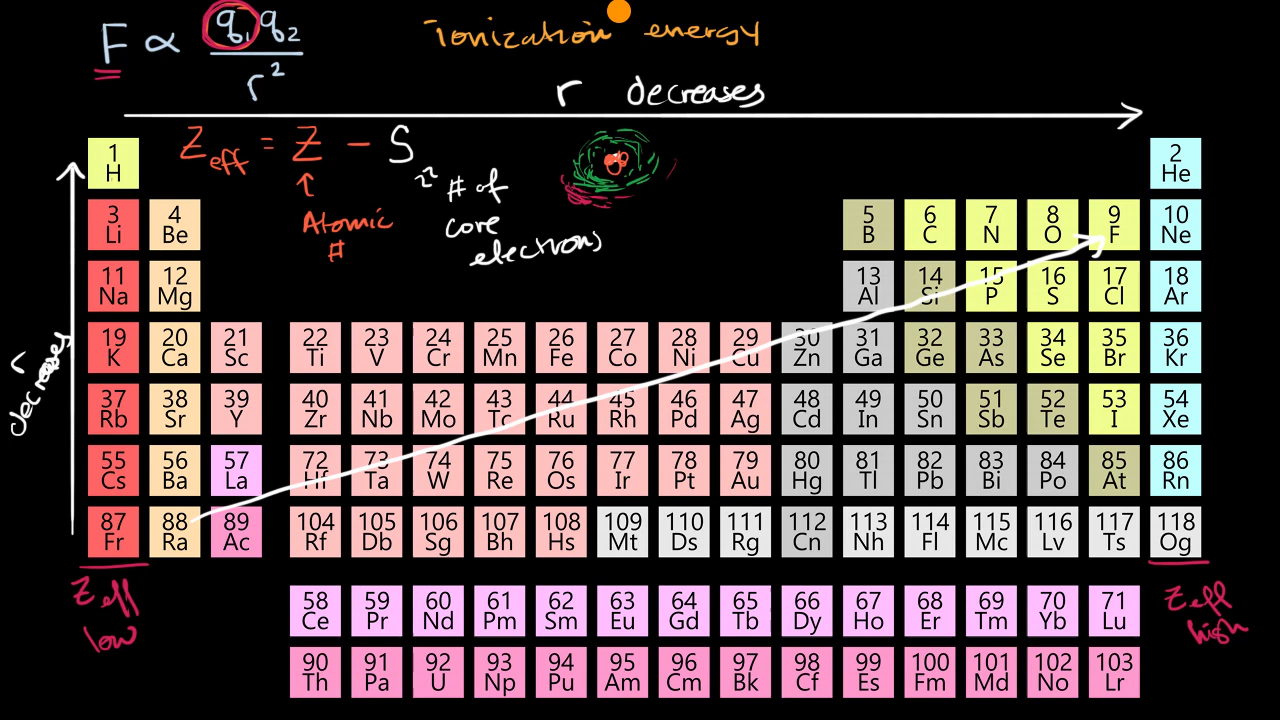 F ∝ q₁q₂
r²
ionization energy
r decreases
Zeff = Z - S
↑
Atomic
#
# of
core
electrons
r decreases
1 2
H He
3 4 5 6 7 8 9 10
Li Be B C N O F Ne
11 12 13 14 15 16 17 18
Na Mg Al Si P S Cl Ar
19 20 21 22 23 24 25 26 27 28 29 30 31 32 33 34 35 36
K Ca Sc Ti V Cr Mn Fe Co Ni Cu Zn Ga Ge As Se Br Kr
37 38 39 40 41 42 43 44 45 46 47 48 49 50 51 52 53 54
Rb Sr Y Zr Nb Mo Tc Ru Rh Pd Ag Cd In Sn Sb Te I Xe
55 56 57 72 73 74 75 76 77 78 79 80 81 82 83 84 85 86
Cs Ba La Hf Ta W Re Os Ir Pt Au Hg Tl Pb Bi Po At Rn
87 88 89 104 105 106 107 108 109 110 111 112 113 114 115 116 117 118
Fr Ra Ac Rf Db Sg Bh Hs Mt Ds Rg Cn Nh Fl Mc Lv Ts Og
Zeff
low
Zeff
high
58 59 60 61 62 63 64 65 66 67 68 69 70 71
Ce Pr Nd Pm Sm Eu Gd Tb Dy Ho Er Tm Yb Lu
90 91 92 93 94 95 96 97 98 99 100 101 102 103
Th Pa U Np Pu Am Cm Bk Cf Es Fm Md No Lr